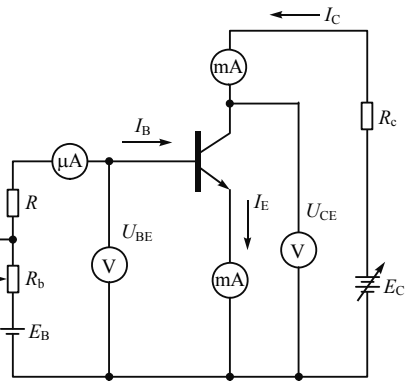 I_C
mA
I_B
R_c
μA
I_E
R
U_BE
U_CE
V
V
R_b
mA
E_C
E_B